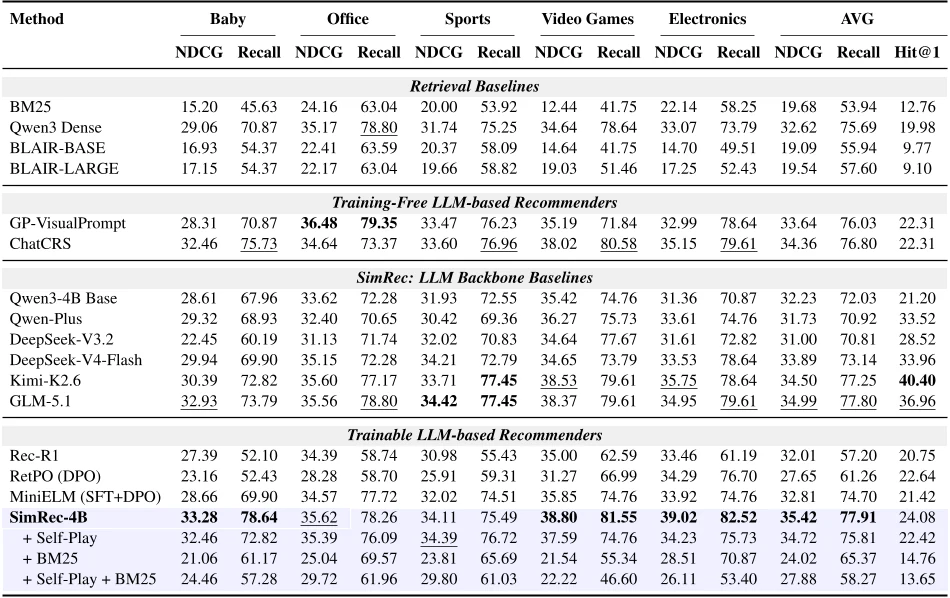 Method Baby Office Sports Video Games Electronics AVG
NDCG Recall NDCG Recall NDCG Recall NDCG Recall NDCG Recall NDCG Recall Hit@1
Retrieval Baselines
BM25 15.20 45.63 24.16 63.04 20.00 53.92 12.44 41.75 22.14 58.25 19.68 53.94 12.76
Qwen3 Dense 29.06 70.87 35.17 78.80 31.74 75.25 34.64 78.64 33.07 73.79 32.62 75.69 19.98
BLAIR-BASE 16.93 54.37 22.41 63.59 20.37 58.09 14.64 41.75 14.70 49.51 19.09 55.94 9.77
BLAIR-LARGE 17.15 54.37 22.17 63.04 19.66 58.82 19.03 51.46 17.25 52.43 19.54 57.60 9.10
Training-Free LLM-based Recommenders
GP-VisualPrompt 28.31 70.87 36.48 79.35 33.47 76.23 35.19 71.84 32.99 78.64 33.64 76.03 22.31
ChatCRS 32.46 75.73 34.64 73.37 33.60 76.96 38.02 80.58 35.15 79.61 34.36 76.80 22.31
SimRec: LLM Backbone Baselines
Qwen3-4B Base 28.61 67.96 33.62 72.28 31.93 72.55 35.42 74.76 31.36 70.87 32.23 72.03 21.20
Qwen-Plus 29.32 68.93 32.40 70.65 30.42 69.36 36.27 75.73 33.61 74.76 31.73 70.92 33.52
DeepSeek-V3.2 22.45 60.19 31.13 71.74 32.02 70.83 34.64 77.67 31.61 72.82 31.00 70.81 28.52
DeepSeek-V4-Flash 29.94 69.90 35.15 72.28 34.21 72.79 34.65 73.79 33.53 78.64 33.89 73.14 33.96
Kimi-K2.6 30.39 72.82 35.60 77.17 33.71 77.45 38.53 79.61 35.75 78.64 34.50 77.25 40.40
GLM-5.1 32.93 73.79 35.56 78.80 34.42 77.45 38.37 79.61 34.95 79.61 34.99 77.80 36.96
Trainable LLM-based Recommenders
Rec-R1 27.39 52.10 34.39 58.74 30.98 55.43 35.00 62.59 33.46 61.19 32.01 57.20 20.75
RetPO (DPO) 23.16 52.43 28.28 58.70 25.91 59.31 31.27 66.99 34.29 76.70 27.65 61.26 22.64
MiniELM (SFT+DPO) 28.66 69.90 34.57 77.72 32.02 74.51 35.85 74.76 33.92 74.76 32.81 74.70 21.42
SimRec-4B 33.28 78.64 35.62 78.26 34.11 75.49 38.80 81.55 39.02 82.52 35.42 77.91 24.08
+ Self-Play 32.46 72.82 35.39 76.09 34.39 76.72 37.59 74.76 34.23 75.73 34.72 75.81 22.42
+ BM25 21.06 61.17 25.04 69.57 23.81 65.69 21.54 55.34 28.51 70.87 24.02 65.37 14.76
+ Self-Play + BM25 24.46 57.28 29.72 61.96 29.80 61.03 22.22 46.60 26.11 53.40 27.88 58.27 13.65